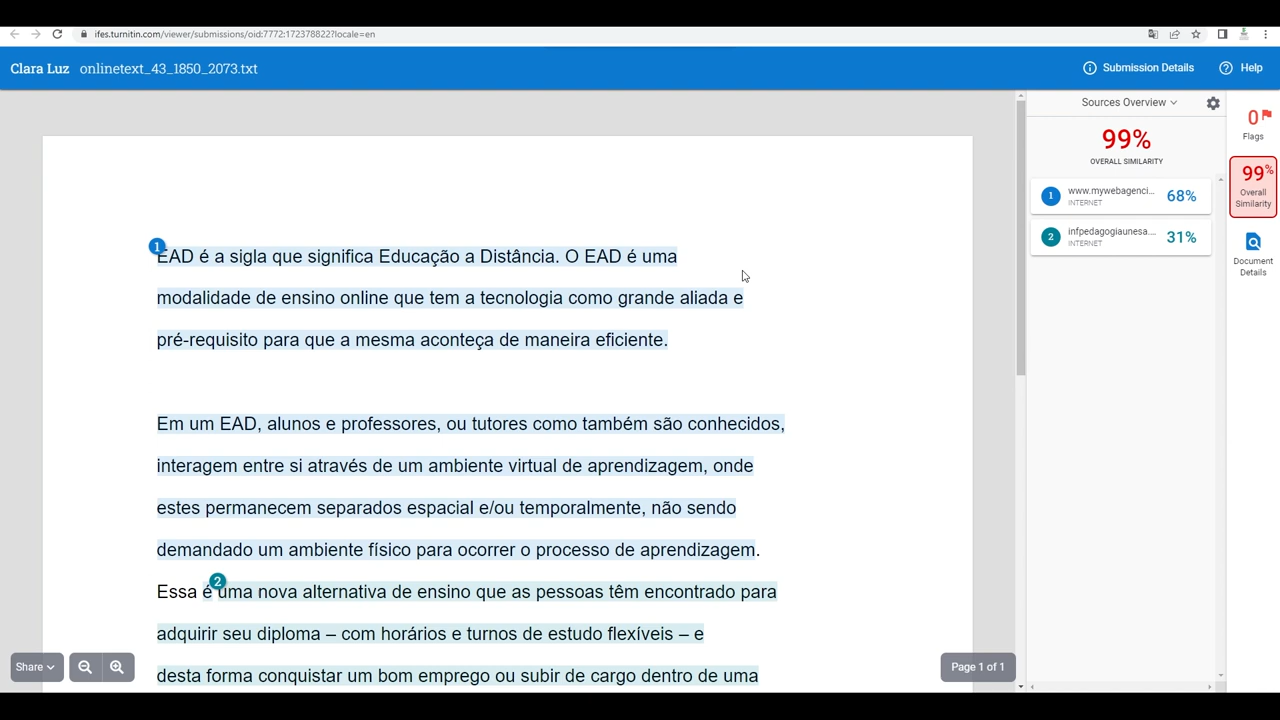 ifes.turnitin.com/viewer/submissions/oid:7772:172378822?locale=en
Clara Luz onlinetext_43_1850_2073.txt
Submission Details
Help
Sources Overview
99%
OVERALL SIMILARITY
1 www.mywebagenci... 68%
INTERNET
2 infpedagogiaunesa.... 31%
INTERNET
0
Flags
99%
Overall
Similarity
Document
Details
1
EAD é a sigla que significa Educação a Distância. O EAD é uma
modalidade de ensino online que tem a tecnologia como grande aliada e
pré-requisito para que a mesma aconteça de maneira eficiente.
Em um EAD, alunos e professores, ou tutores como também são conhecidos,
interagem entre si através de um ambiente virtual de aprendizagem, onde
estes permanecem separados espacial e/ou temporalmente, não sendo
demandado um ambiente físico para ocorrer o processo de aprendizagem.
2
Essa é uma nova alternativa de ensino que as pessoas têm encontrado para
adquirir seu diploma – com horários e turnos de estudo flexíveis – e
desta forma conquistar um bom emprego ou subir de cargo dentro de uma
Share
Page 1 of 1